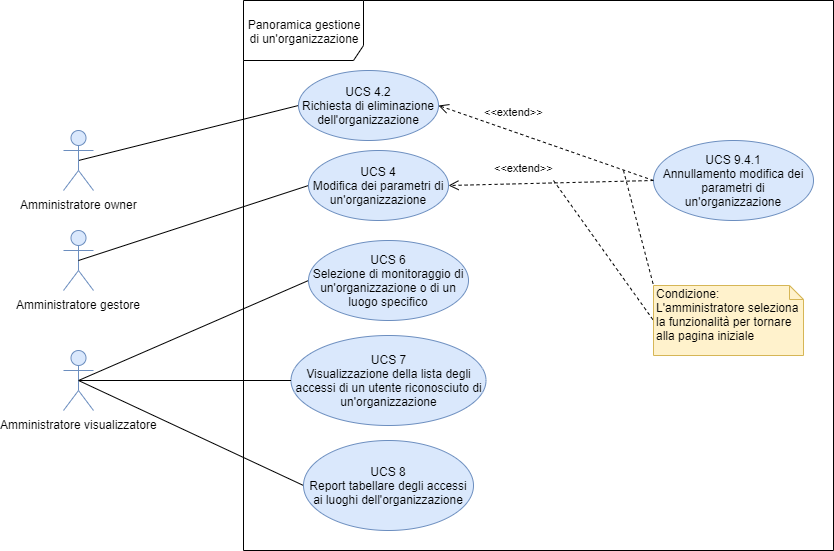 Panoramica gestione
di un'organizzazione
UCS 4.2
Richiesta di eliminazione
dell'organizzazione
<<extend>>
Amministratore owner
UCS 4
Modifica dei parametri di
un'organizzazione
<<extend>>
UCS 9.4.1
Annullamento modifica dei
parametri di
un'organizzazione
Amministratore gestore
UCS 6
Selezione di monitoraggio di
un'organizzazione o di un
luogo specifico
Condizione:
L'amministratore seleziona
la funzionalità per tornare
alla pagina iniziale
Amministratore visualizzatore
UCS 7
Visualizzazione della lista degli
accessi di un utente riconosciuto di
un'organizzazione
UCS 8
Report tabellare degli accessi
ai luoghi dell'organizzazione